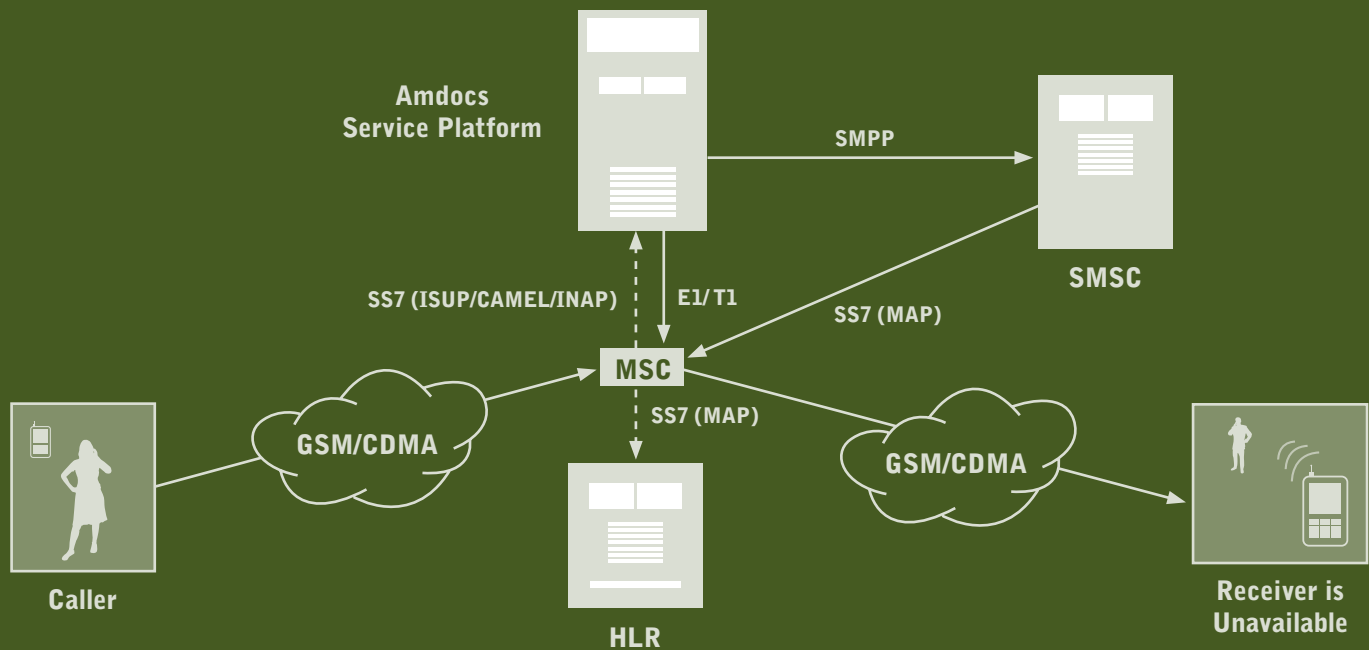 Amdocs
Service Platform
SMPP
SMSC
SS7 (ISUP/CAMEL/INAP)
E1/T1
SS7 (MAP)
MSC
SS7 (MAP)
GSM/CDMA
GSM/CDMA
Caller
HLR
Receiver is
Unavailable